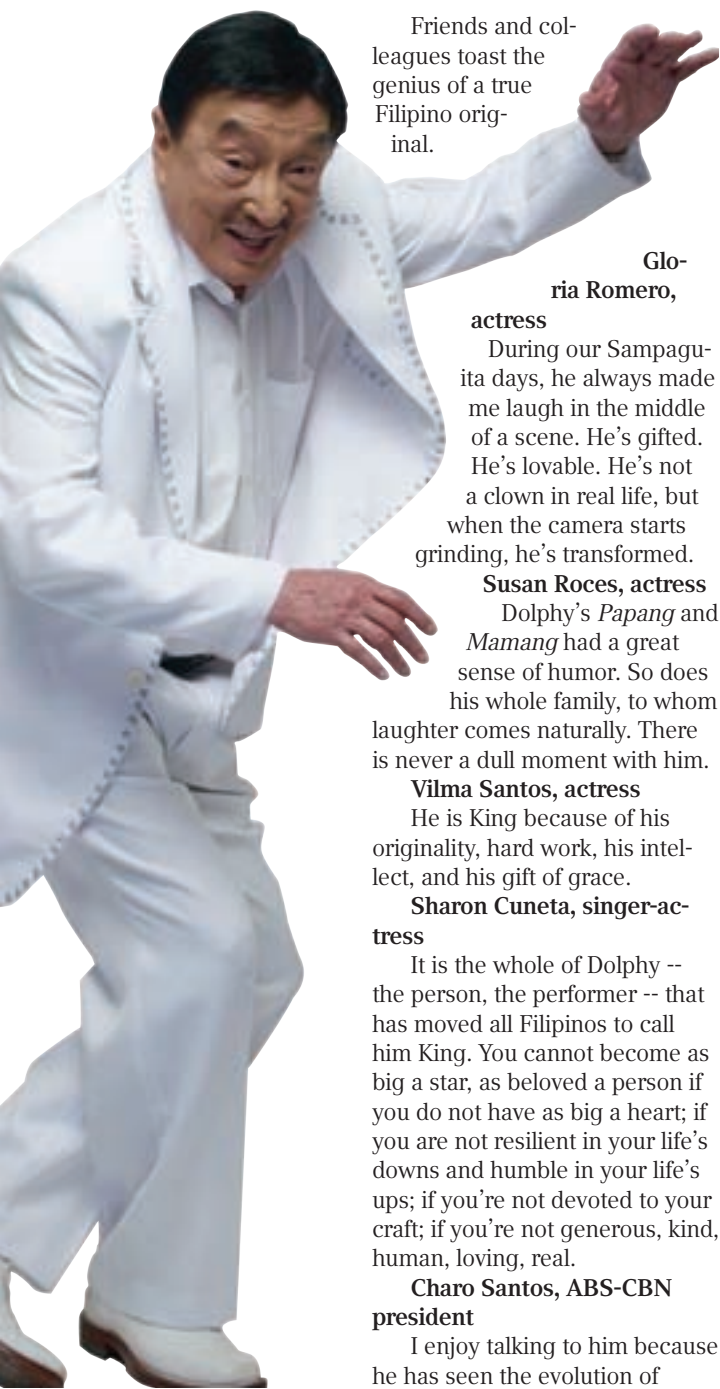 Friends and col-
leagues toast the
genius of a true
Filipino orig-
inal.
Glo-
ria Romero,
actress
During our Sampagu-
ita days, he always made
me laugh in the middle
of a scene. He’s gifted.
He’s lovable. He’s not
a clown in real life, but
when the camera starts
grinding, he’s transformed.
Susan Roces, actress
Dolphy’s Papang and
Mamang had a great
sense of humor. So does
his whole family, to whom
laughter comes naturally. There
is never a dull moment with him.
Vilma Santos, actress
He is King because of his
originality, hard work, his intel-
lect, and his gift of grace.
Sharon Cuneta, singer-ac-
tress
It is the whole of Dolphy --
the person, the performer -- that
has moved all Filipinos to call
him King. You cannot become as
big a star, as beloved a person if
you do not have as big a heart; if
you are not resilient in your life’s
downs and humble in your life’s
ups; if you’re not devoted to your
craft; if you’re not generous, kind,
human, loving, real.
Charo Santos, ABS-CBN
president
I enjoy talking to him because
he has seen the evolution of